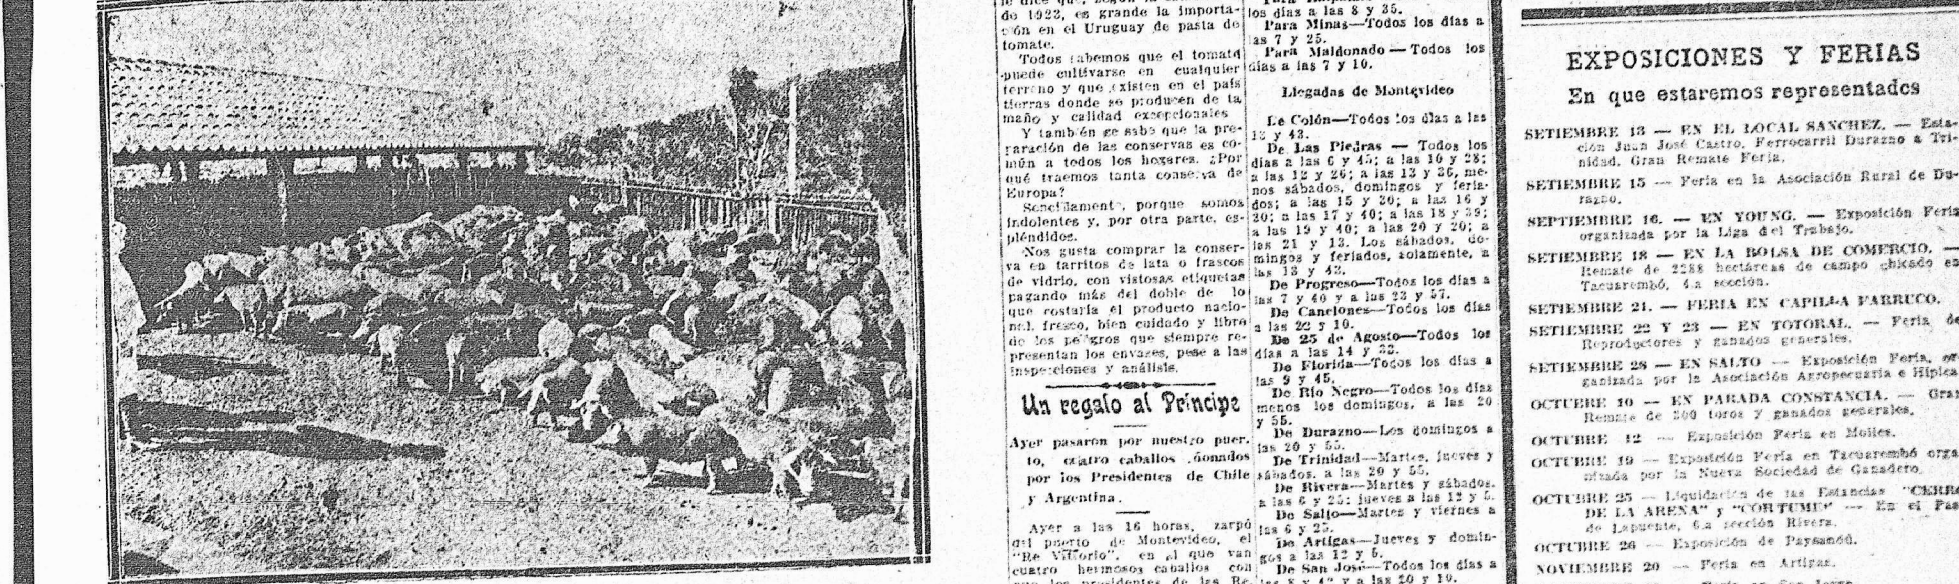 de 1923, es grande la importa-
ción en el Uruguay de pasta de
tomate.
Todos sabemos que el tomate
puede cultivarse en cualquier
terreno y que existen en el país
tierras donde se producen de ta
maño y calidad excepcionales
Y también se sabe que la pre-
paración de las conservas es co-
mún a todos los hogares. ¿Por
qué traemos tanta conserva de
Europa?
Sencillament, porque somos
indolentes y, por otra parte, es-
pléndidos.
Nos gusta comprar la conser-
va en tarritos de lata o frascos
de vidrio, con vistosas etiquetas
pagando más del doble de lo
que costaría el producto nacio-
nal, fresco, bien cuidado y libre
de los peligros que siempre re-
presentan los envases, pese a las
inspecciones y análisis.
Un regalo al Príncipe
Ayer pasaron por nuestro puer.
to, cuatro caballos donados
por los Presidentes de Chile
y Argentina.
Ayer a las 16 horas, zarpó
del puerto de Montevideo, el
"Re Vittorio", en el que van
cuatro hermosos caballos con
que los presidentes de las Re
los días a las 8 y 35.
Para Minas—Todos los días a
las 7 y 25.
Para Maldonado — Todos los
días a las 7 y 10.
Llegadas de Montevideo
De Colón—Todos los días a las
y 43.
De Las Piedras — Todos los
días a las 6 y 45; a las 10 y 28;
a las 12 y 26; a las 13 y 36, me-
nos sábados, domingos y feria-
dos; a las 15 y 30; a las 16 y
20; a las 17 y 40; a las 18 y 39;
a las 19 y 40; a las 20 y 20; a
las 21 y 13. Los sábados, do-
mingos y feriados, solamente, a
las 13 y 43.
De Progreso—Todos los días a
las 7 y 40 y a las 23 y 57.
De Canelones—Todos los días
a las 22 y 10.
De 25 de Agosto—Todos los
días a las 14 y
De Florida—Todos los días a
las 9 y 45.
De Río Negro—Todos los días
menos los domingos, a las 20
y 55.
De Durazno—Los domingos a
las 20 y 55.
De Trinidad—Martes, jueves y
sábados, a las 20 y 55.
De Rivera—Martes y sábados,
a las 6 y 25; jueves a las 12 y 5.
De Salto—Martes y viernes a
las 6 y 25.
De Artigas—Jueves y domin-
gos a las 12 y 5.
De San José—Todos los días a
EXPOSICIONES Y FERIAS
En que estaremos representados
SETIEMBRE 13 — EN EL LOCAL SANCHEZ. — Esta-
ción Juan José Castro, Ferrocarril Durazno a Tri-
nidad. Gran Remate Feria.
SETIEMBRE 15 — Feria en la Asociación Rural de Du-
razno.
SEPTIEMBRE 16. — EN YOUNG. — Exposición Feria
organizada por la Liga del Trabajo.
SETIEMBRE 18 — EN LA BOLSA DE COMERCIO. —
Remate de 2288 hectáreas de campo ubicado en
Tacuarembó, 4.a sección.
SETIEMBRE 21. — FERIA EN CAPILLA FARRUCO.
SETIEMBRE 22 Y 23 — EN TOTORAL. — Feria de
Reproductores y ganados generales.
SETIEMBRE 28 — EN SALTO — Exposición Feria, or
ganizada por la Asociación Agropecuaria e Hípica
OCTUBRE 10 — EN PARADA CONSTANCIA. — Gran
Remate de 300 toros y ganados generales.
OCTUBRE 12 — Exposición Feria en Molles.
OCTUBRE 19 — Exposición Feria en Tacuarembó orga
nizada por la Nueva Sociedad de Ganadero.
OCTUBRE 25 — Liquidación de las Estancias "CERRO
DE LA ARENA" y "CORTUME" — En el Pas
de Lapuente, 6.a sección Rivera.
OCTUBRE 26 — Exposición de Paysandú.
NOVIEMBRE 20 — Feria en Artigas.